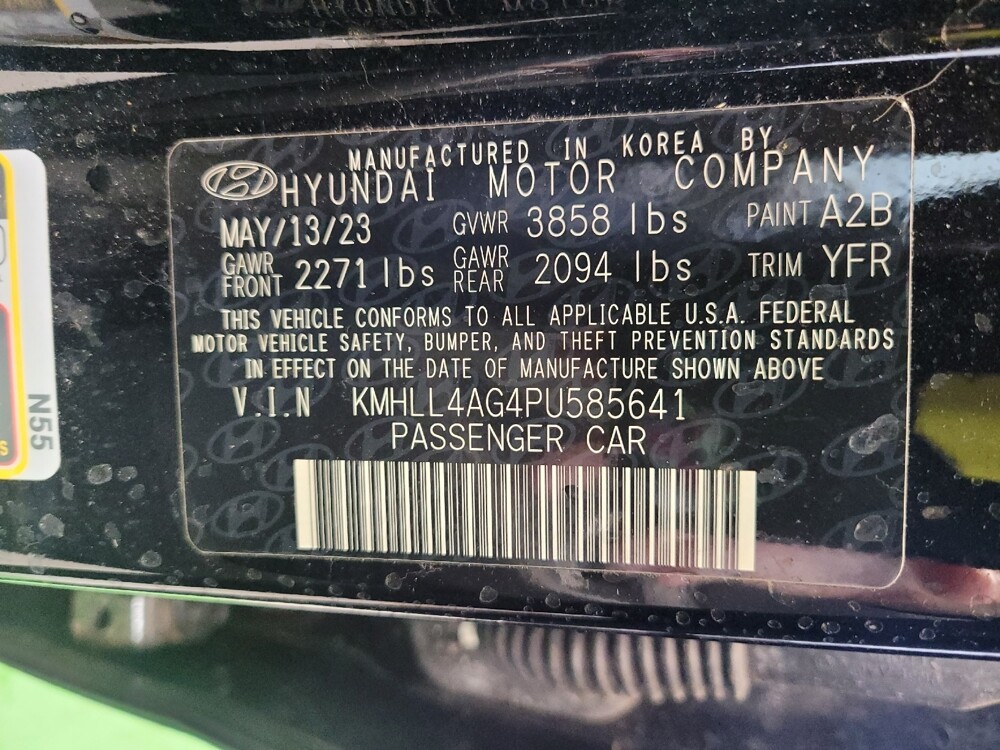 MANUFACTURED IN KOREA BY
HYUNDAI MOTOR COMPANY
MAY/13/23 GVWR 3858 lbs PAINT A2B
GAWR FRONT 2271 lbs GAWR REAR 2094 lbs TRIM YFR
THIS VEHICLE CONFORMS TO ALL APPLICABLE U.S.A. FEDERAL
MOTOR VEHICLE SAFETY, BUMPER, AND THEFT PREVENTION STANDARDS
IN EFFECT ON THE DATE OF MANUFACTURE SHOWN ABOVE
V.I.N KMHLL4AG4PU585641
PASSENGER CAR
N55